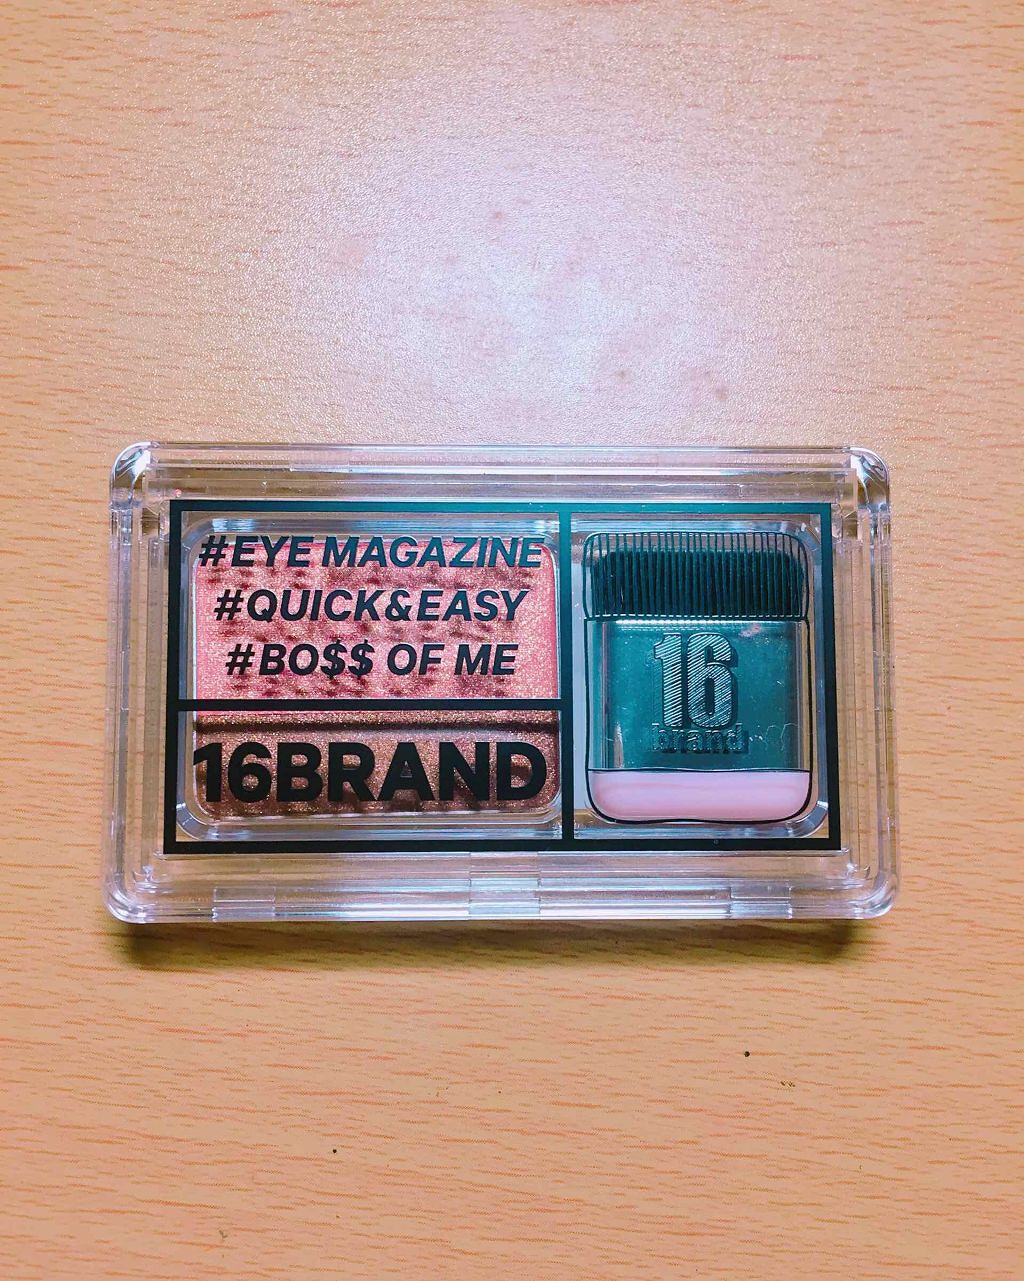 #EYE MAGAZINE
#QUICK&EASY
#BO$$ OF ME
16BRAND
16
brand